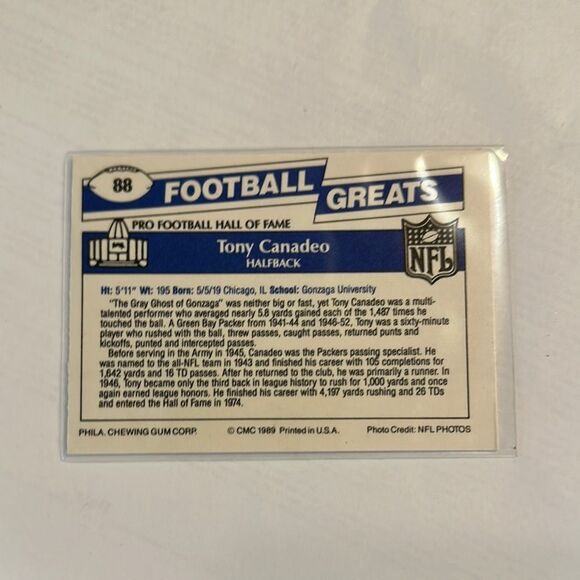 88
FOOTBALL
GREATS
PRO FOOTBALL HALL OF FAME
Tony Canadeo
HALFBACK
NFL
Ht: 5'11" Wt: 195 Born: 5/5/19 Chicago, IL School: Gonzaga University
"The Gray Ghost of Gonzaga" was neither big or fast, yet Tony Canadeo was a multi-
talented performer who averaged nearly 5.8 yards gained each of the 1,487 times he
touched the ball. A Green Bay Packer from 1941-44 and 1946-52, Tony was a sixty-minute
player who rushed with the ball, threw passes, caught passes, returned punts and
kickoffs, punted and intercepted passes.
Before serving in the Army in 1945, Canadeo was the Packers passing specialist. He
was named to the all-NFL team in 1943 and finished his career with 105 completions for
1,642 yards and 16 TD passes. After he returned to the club, he was primarily a runner. In
1946, Tony became only the third back in league history to rush for 1,000 yards and once
again earned league honors. He finished his career with 4,197 yards rushing and 26 TDs
and entered the Hall of Fame in 1974.
PHILA. CHEWING GUM CORP. © CMC 1989 Printed in U.S.A. Photo Credit: NFL PHOTOS